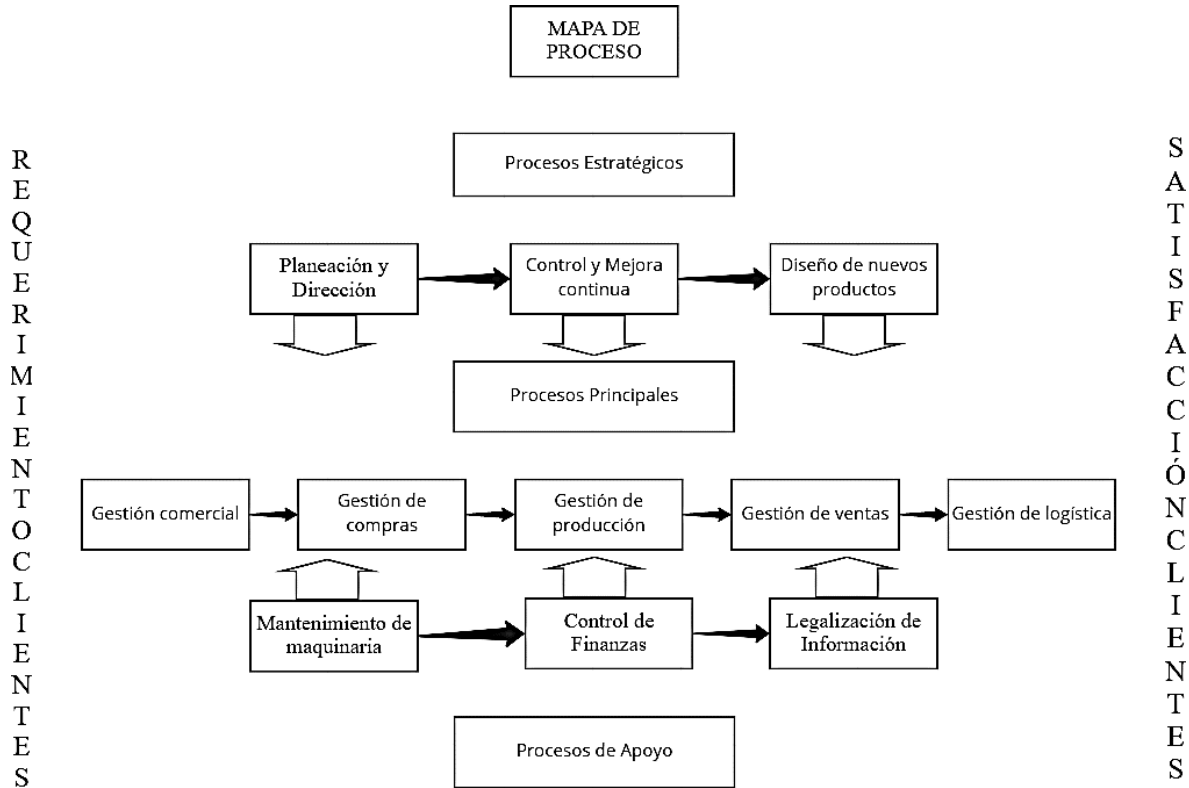 MAPA DE
PROCESO
Procesos Estratégicos
Planeación y
Dirección
Control y Mejora
continua
Diseño de nuevos
productos
Procesos Principales
Gestión comercial
Gestión de
compras
Gestión de
producción
Gestión de ventas
Gestión de logística
Mantenimiento de
maquinaria
Control de
Finanzas
Legalización de
Información
Procesos de Apoyo
REQUERIMIENTOCLIENTES
SATISFACCIÓNCLIENTES